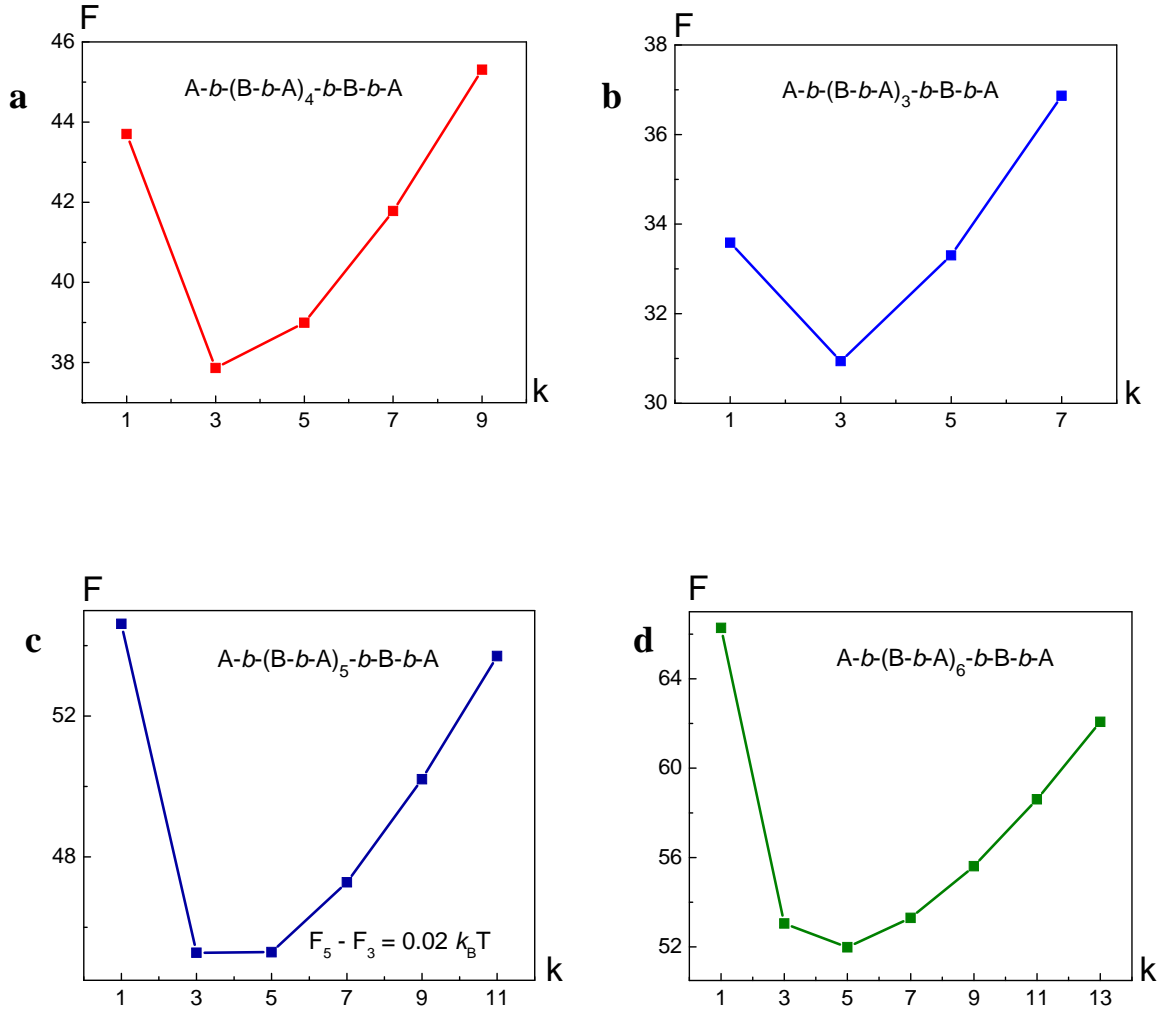 F
a
A-b-(B-b-A)4-b-B-b-A
46
44
42
40
38
1 3 5 7 9
k
F
b
A-b-(B-b-A)3-b-B-b-A
38
36
34
32
30
1 3 5 7
k
F
c
A-b-(B-b-A)5-b-B-b-A
52
48
F5 - F3 = 0.02 kBT
1 3 5 7 9 11
k
F
d
A-b-(B-b-A)6-b-B-b-A
64
60
56
52
1 3 5 7 9 11 13
k